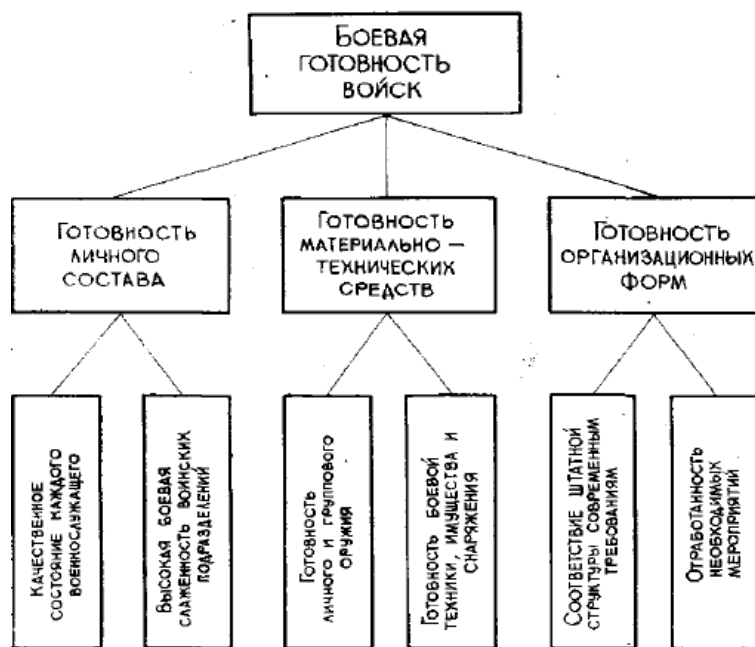 БОЕВАЯ
ГОТОВНОСТЬ
ВОЙСК
ГОТОВНОСТЬ
ЛИЧНОГО
СОСТАВА
ГОТОВНОСТЬ
МАТЕРИАЛЬНО —
ТЕХНИЧЕСКИХ
СРЕДСТВ
ГОТОВНОСТЬ
ОРГАНИЗАЦИОННЫХ
ФОРМ
КАЧЕСТВЕННОЕ
СОСТОЯНИЕ КАЖДОГО
ВОЕННОСЛУЖАЩЕГО
ВЫСОКАЯ БОЕВАЯ
СЛАЖЕННОСТЬ ВОИНСКИХ
ПОДРАЗДЕЛЕНИЙ
ГОТОВНОСТЬ
ЛИЧНОГО И ГРУППОВОГО
ОРУЖИЯ
ГОТОВНОСТЬ БОЕВОЙ
ТЕХНИКИ, ИМУЩЕСТВА И
СНАРЯЖЕНИЯ
СООТВЕТСТВИЕ ШТАТНОЙ
СТРУКТУРЫ СОВРЕМЕННЫМ
ТРЕБОВАНИЯМ
ОТРАБОТАННОСТЬ
НЕОБХОДИМЫХ
МЕРОПРИЯТИЙ